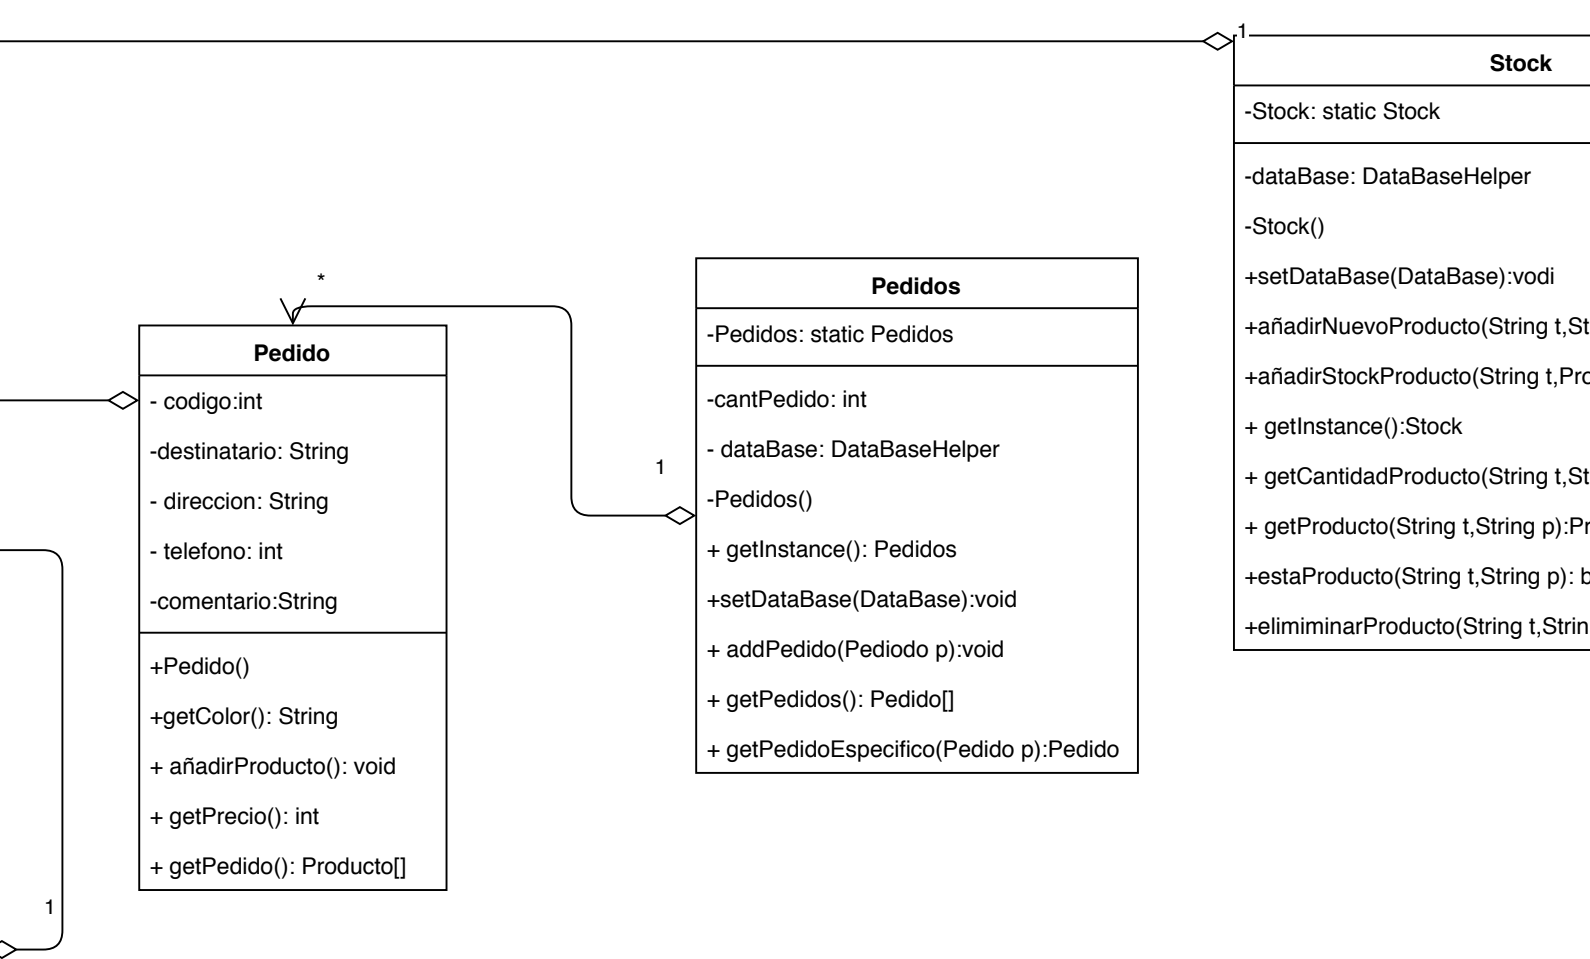 *
Pedido
- codigo:int
-destinatario: String
- direccion: String
- telefono: int
-comentario:String
+Pedido()
+getColor(): String
+ añadirProducto(): void
+ getPrecio(): int
+ getPedido(): Producto[]
1
1
Pedidos
-Pedidos: static Pedidos
-cantPedido: int
- dataBase: DataBaseHelper
-Pedidos()
+ getInstance(): Pedidos
+setDataBase(DataBase):void
+ addPedido(Pediodo p):void
+ getPedidos(): Pedido[]
+ getPedidoEspecifico(Pedido p):Pedido
1
Stock
-Stock: static Stock
-dataBase: DataBaseHelper
-Stock()
+setDataBase(DataBase):vodi
+añadirNuevoProducto(String t,St
+añadirStockProducto(String t,Pro
+ getInstance():Stock
+ getCantidadProducto(String t,St
+ getProducto(String t,String p):Pr
+estaProducto(String t,String p): b
+elimiminarProducto(String t,Strin